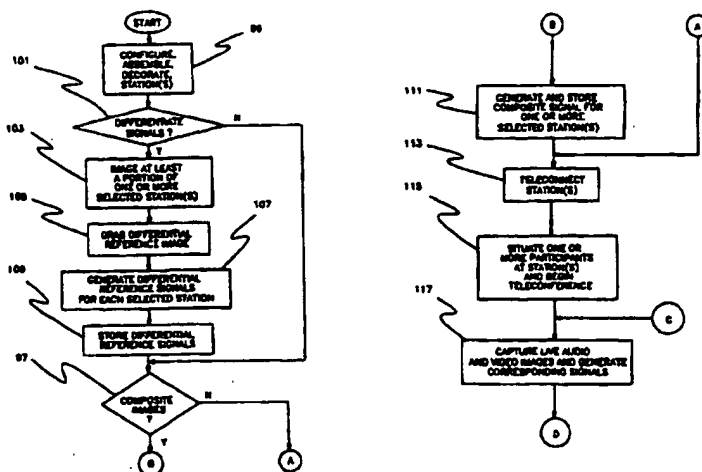 START
CONFIGURE,
ASSEMBLE,
DECORATE,
STATION(S)
101
DIFFERENTIATE
SIGNALS ?
N
Y
103
IMAGE AT LEAST
A PORTION OF
ONE OR MORE
SELECTED STATION(S)
GRAB DIFFERENTIAL
REFERENCE IMAGE
107
GENERATE DIFFERENTIAL
REFERENCE SIGNALS
FOR EACH SELECTED STATION
STORE DIFFERENTIAL
REFERENCE SIGNALS
97
COMPOSITE
IMAGES
?
N
Y
A
B
A
111
GENERATE AND STORE
COMPOSITE SIGNAL FOR
ONE OR MORE
SELECTED STATION(S)
113
TELECONNECT
STATION(S)
115
SITUATE ONE
OR MORE
PARTICIPANTS
AT STATION(S)
AND BEGIN
TELECONFERENCE
C
117
CAPTURE LIVE AUDIO
AND VIDEO IMAGES AND GENERATE
CORRESPONDING SIGNALS
D